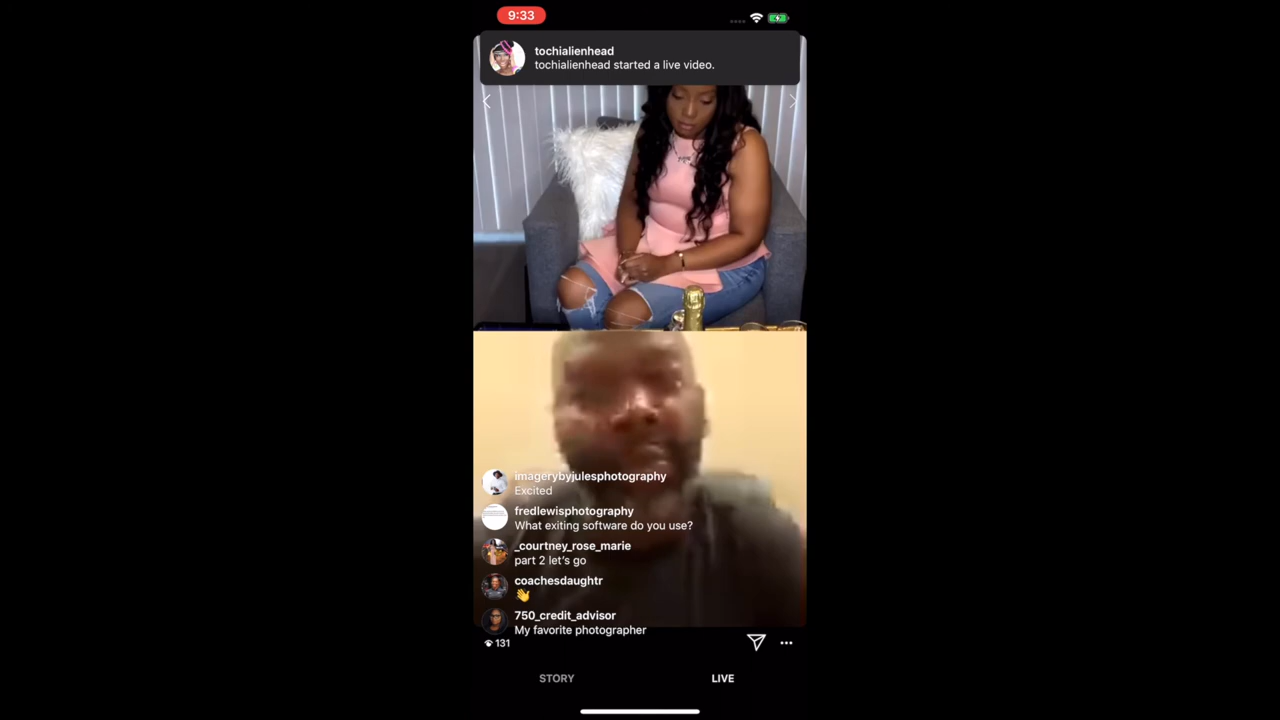 9:33
tochialienhead
tochialienhead started a live video.
imagerybyjulesphotography
Excited
fredlewisphotography
What exiting software do you use?
_courtney_rose_marie
part 2 let's go
coachesdaughtr
👋
750_credit_advisor
My favorite photographer
131
STORY
LIVE